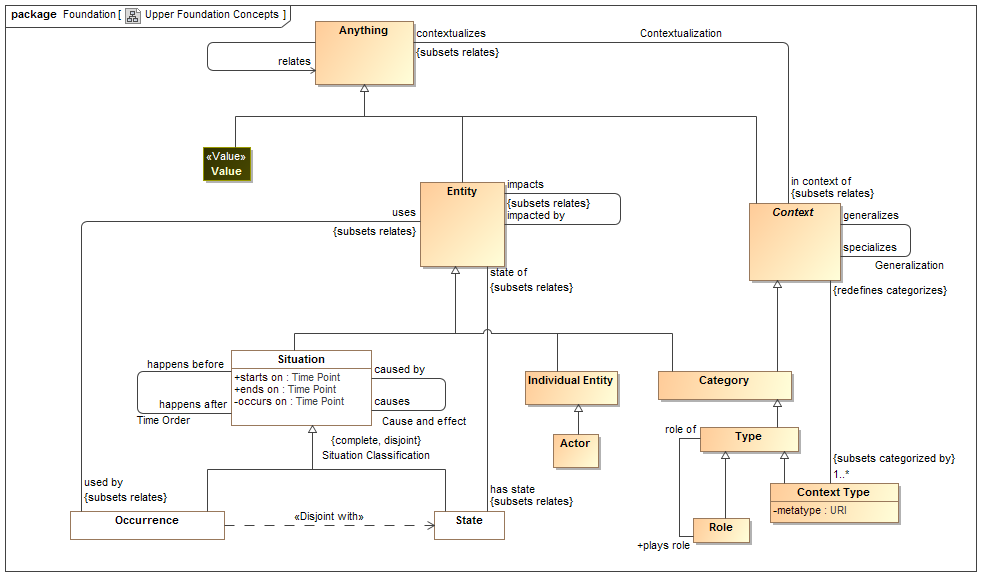 package Foundation [ Upper Foundation Concepts ]
Anything
contextualizes
{subsets relates}
Contextualization
relates
«Value»
Value
Entity
impacts
{subsets relates}
impacted by
uses
{subsets relates}
in context of
{subsets relates}
Context
generalizes
specializes
Generalization
state of
{subsets relates}
{redefines categorizes}
happens before
happens after
Time Order
Situation
+starts on : Time Point
+ends on : Time Point
-occurs on : Time Point
caused by
causes
Cause and effect
Individual Entity
Category
Actor
role of
Type
{complete, disjoint}
Situation Classification
{subsets categorized by}
1..*
used by
{subsets relates}
has state
{subsets relates}
Context Type
-metatype : URI
Occurrence
«Disjoint with»
State
Role
+plays role